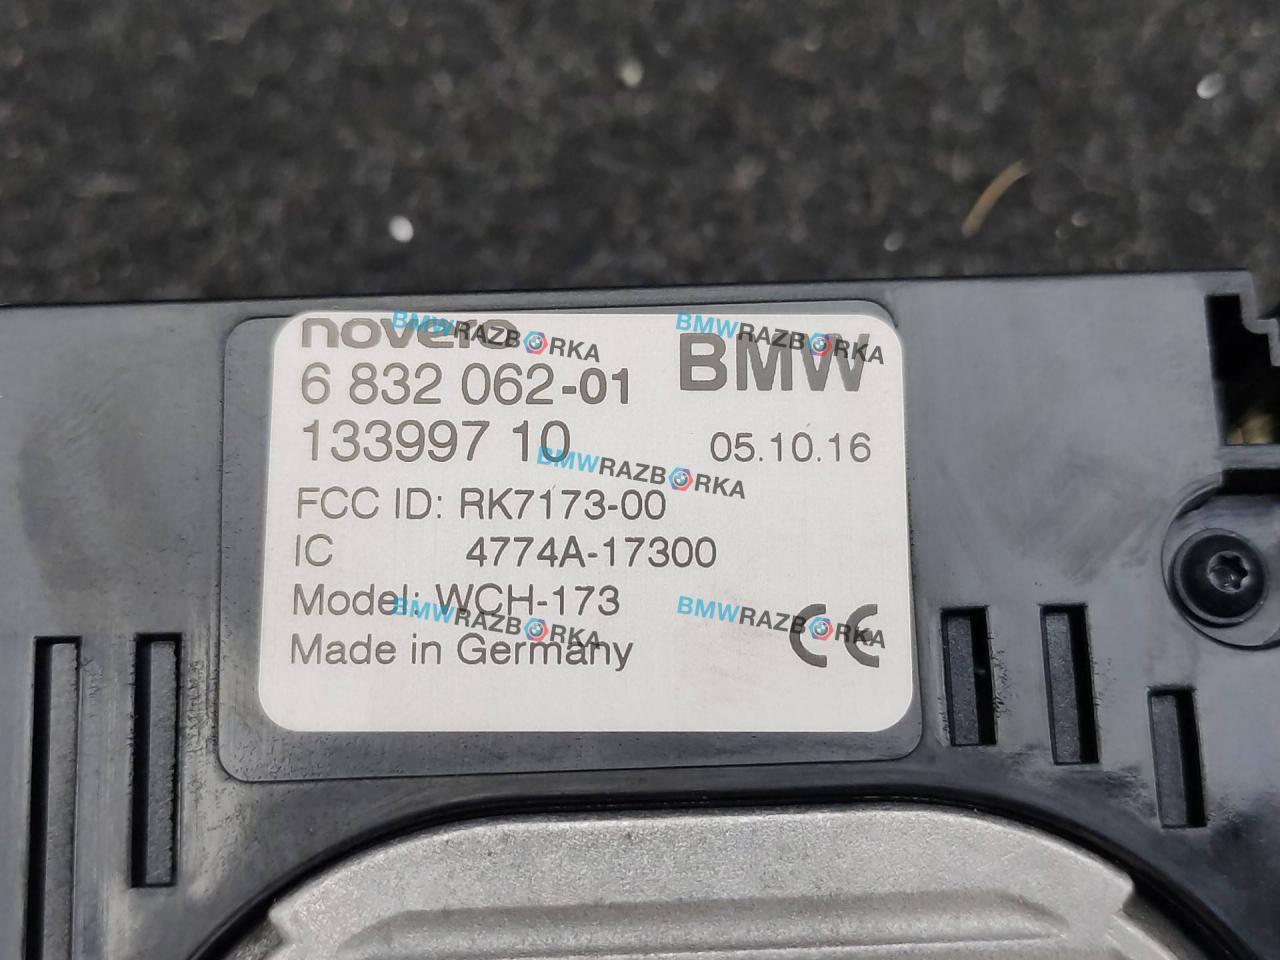 novero
BMW
6 832 062-01
133997 10
05.10.16
FCC ID: RK7173-00
IC 4774A-17300
Model: WCH-173
Made in Germany
CE
BMWRAZBORKA
BMWRAZBORKA
BMWRAZBORKA
BMWRAZBORKA
BMWRAZBORKA